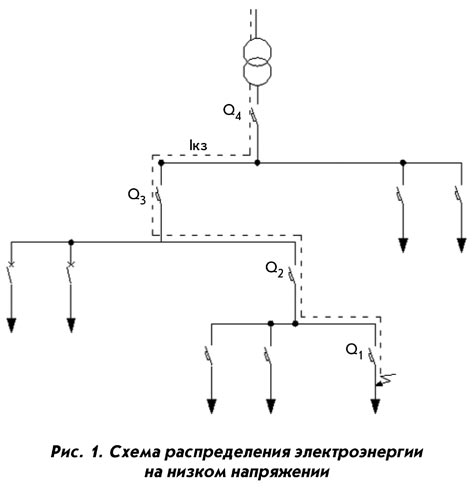 Q4
Iкз
Q3
Q2
Q1
Рис. 1. Схема распределения электроэнергии
на низком напряжении